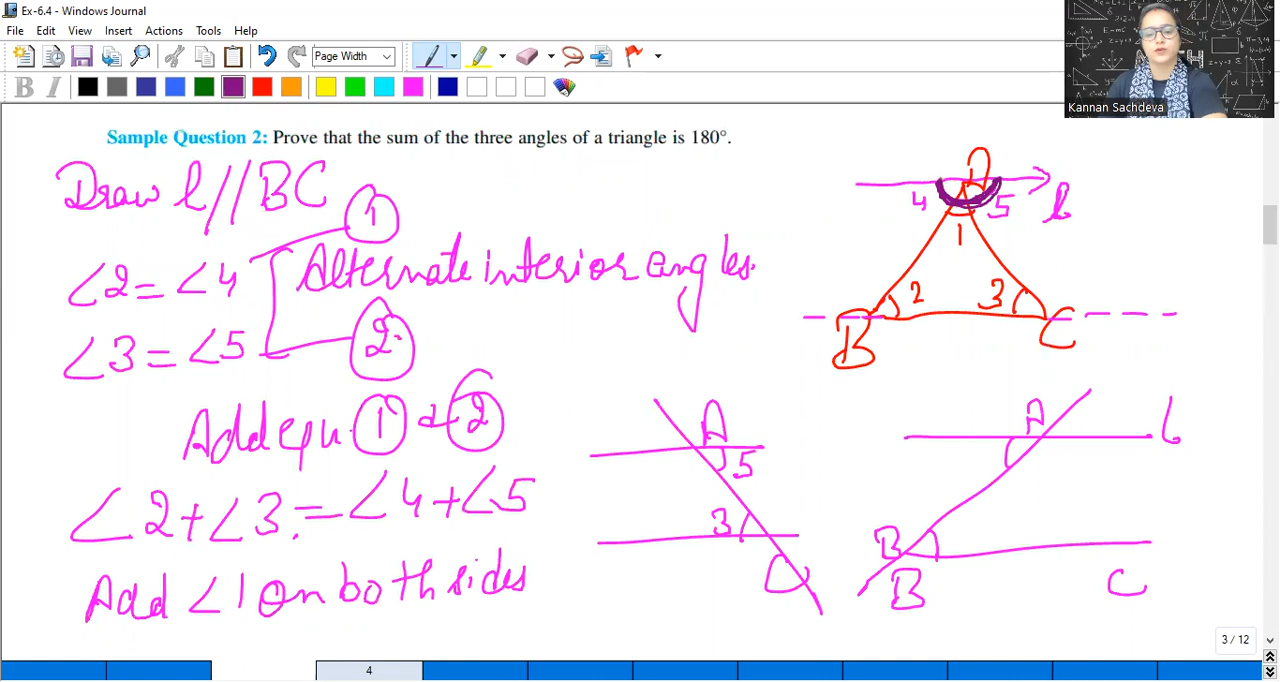 Ex-6.4 - Windows Journal
File Edit View Insert Actions Tools Help
Page Width
B I
Kannan Sachdeva
Sample Question 2: Prove that the sum of the three angles of a triangle is 180°.
Draw l//BC
∠2=∠4 Alternate interior angles. 1
∠3=∠5 2
Add equ. 1 & 2
∠2+∠3=∠4+∠5
Add ∠1 on both sides
4 5 l
1
2 3
B C
A
5
3
C
A l
B
B C
3 / 12
4